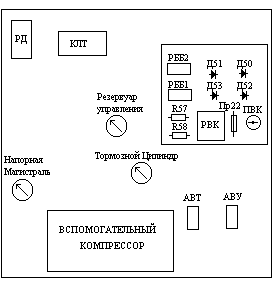 РД
КЛТ
РББ2
Д51
Д50
РББ1
Д53
Д52
Резервуар
управления
R57
Пр22
ПВК
R58
РВК
Напорная
Магистраль
Тормозной Цилиндр
АВТ
АВУ
ВСПОМОГАТЕЛЬНЫЙ
КОМПРЕССОР